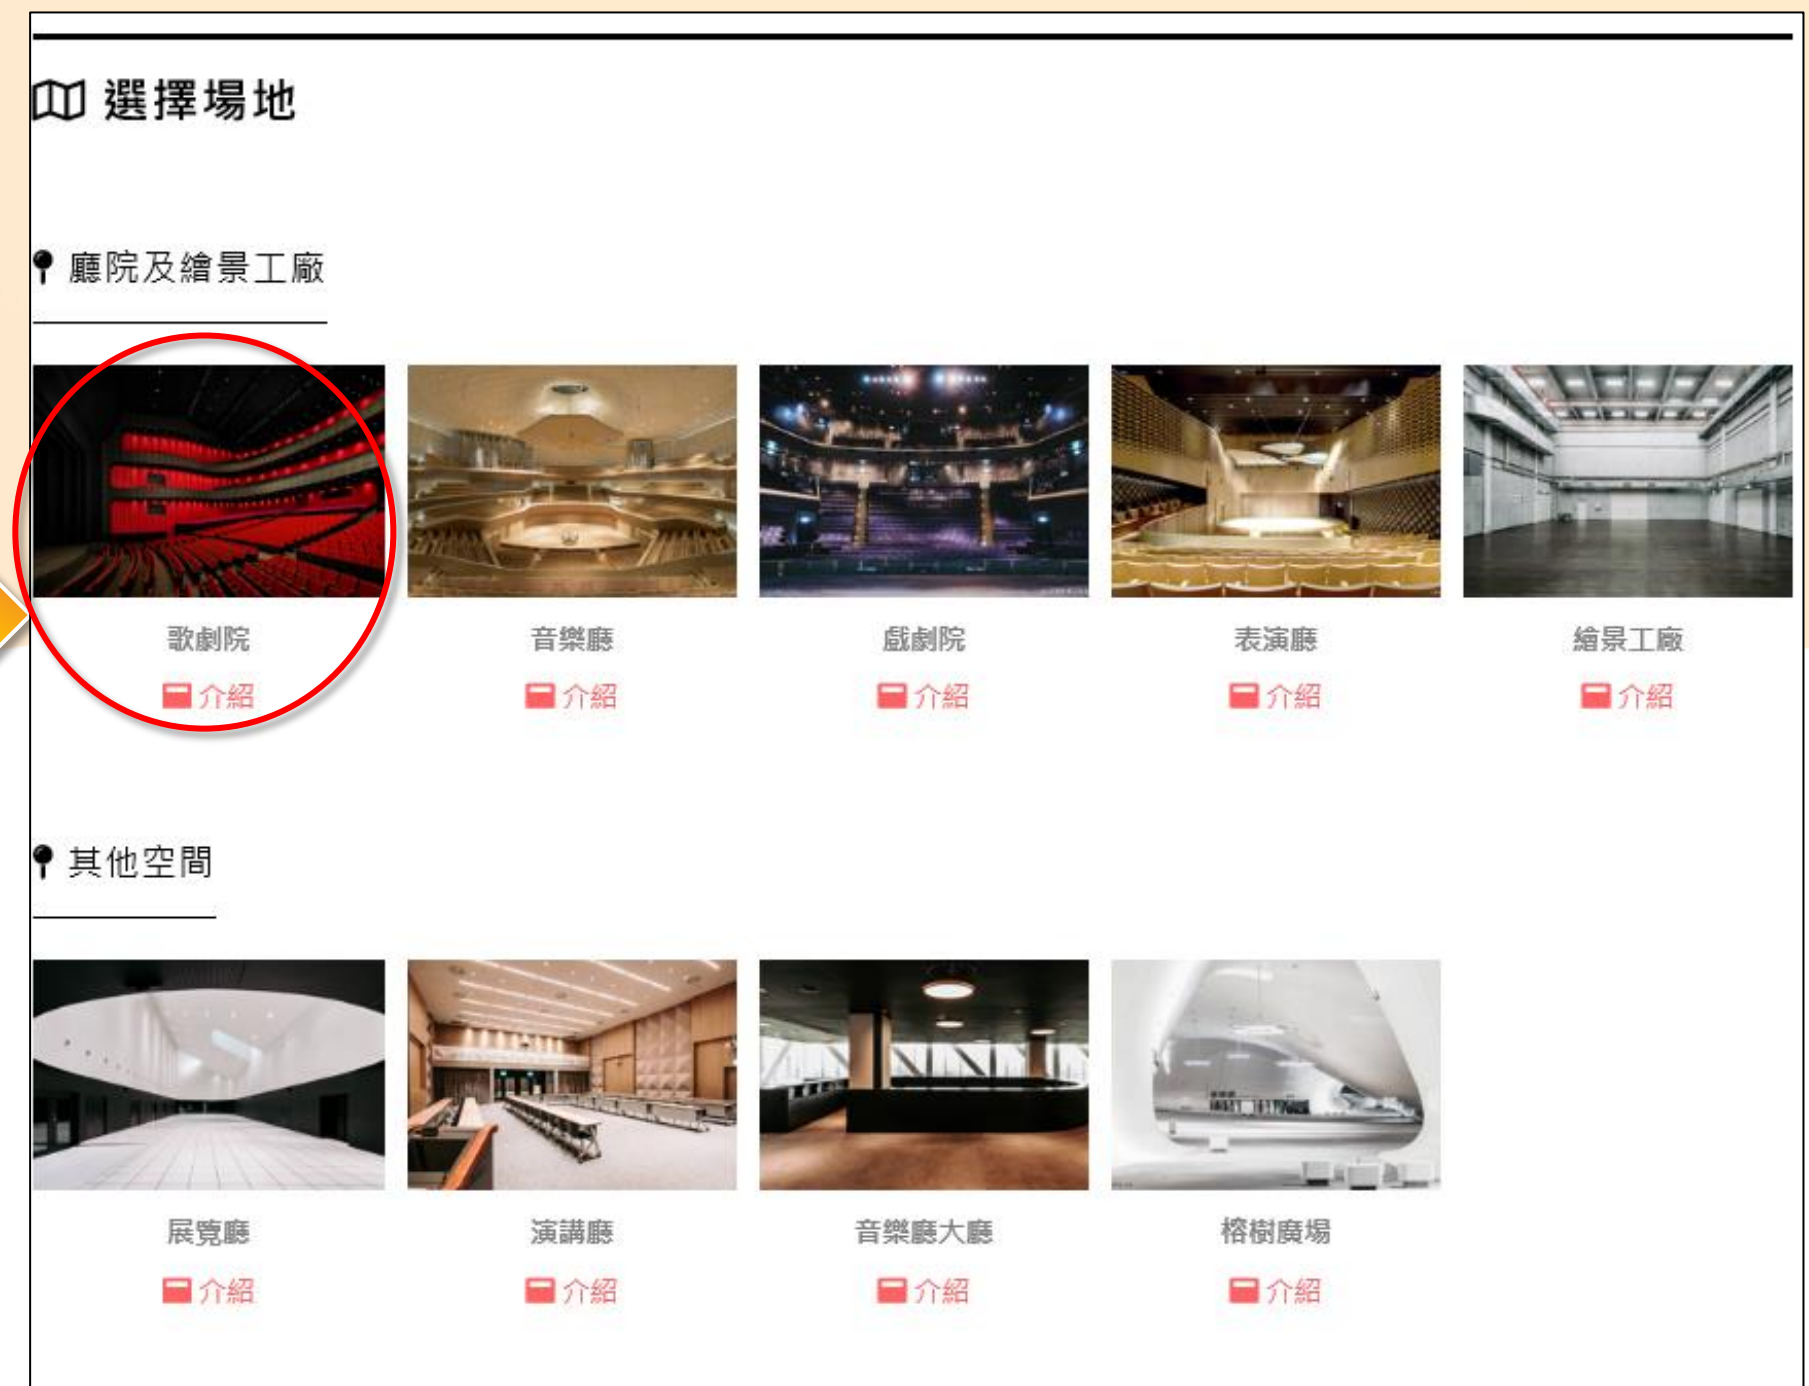 選擇場地
廳院及繪景工廠
歌劇院 音樂廳 戲劇院 表演廳 繪景工廠
介紹 介紹 介紹 介紹 介紹
其他空間
展覽廳 演講廳 音樂廳大廳 榕樹廣場
介紹 介紹 介紹 介紹